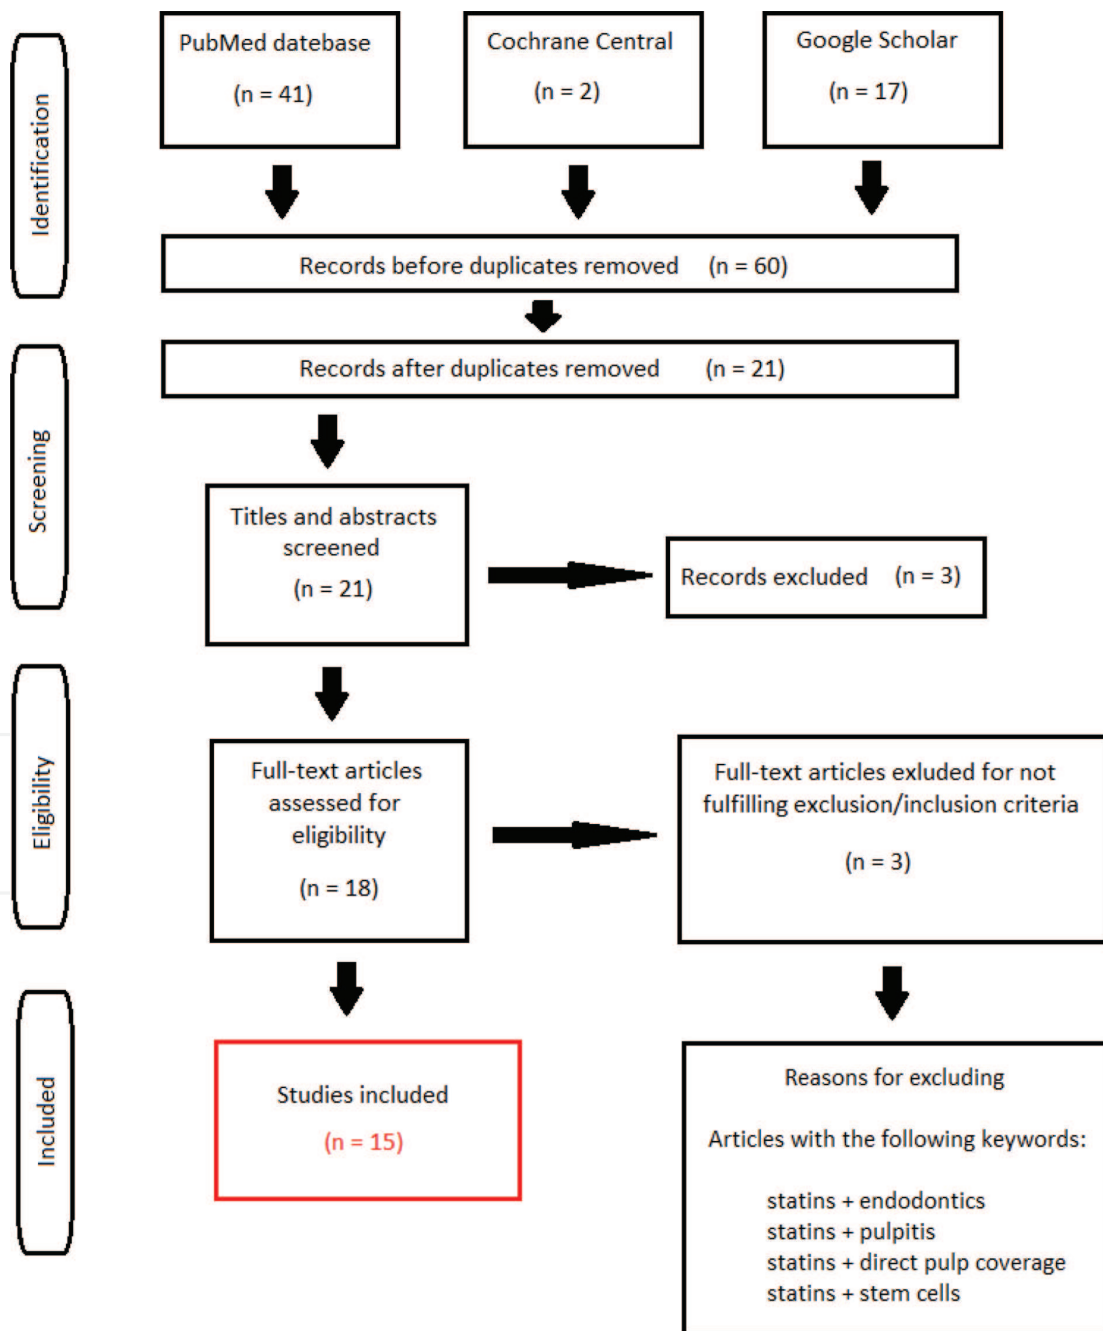 Identification
PubMed datebase
(n = 41)
Cochrane Central
(n = 2)
Google Scholar
(n = 17)
Records before duplicates removed (n = 60)
Screening
Records after duplicates removed (n = 21)
Titles and abstracts
screened
(n = 21)
Records excluded (n = 3)
Eligibility
Full-text articles
assessed for
eligibility
(n = 18)
Full-text articles exluded for not
fulfilling exclusion/inclusion criteria
(n = 3)
Included
Studies included
(n = 15)
Reasons for excluding
Articles with the following keywords:
statins + endodontics
statins + pulpitis
statins + direct pulp coverage
statins + stem cells